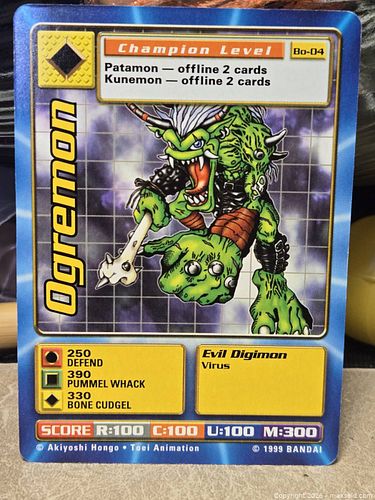 Champion Level
Bo-04
Patamon — offline 2 cards
Kunemon — offline 2 cards
Ogremon
250
DEFEND
390
PUMMEL WHACK
330
BONE CUDGEL
Evil Digimon
Virus
SCORE R:100 C:100 U:100 M:300
© Akiyoshi Hongo • Toei Animation © 1999 BANDAI